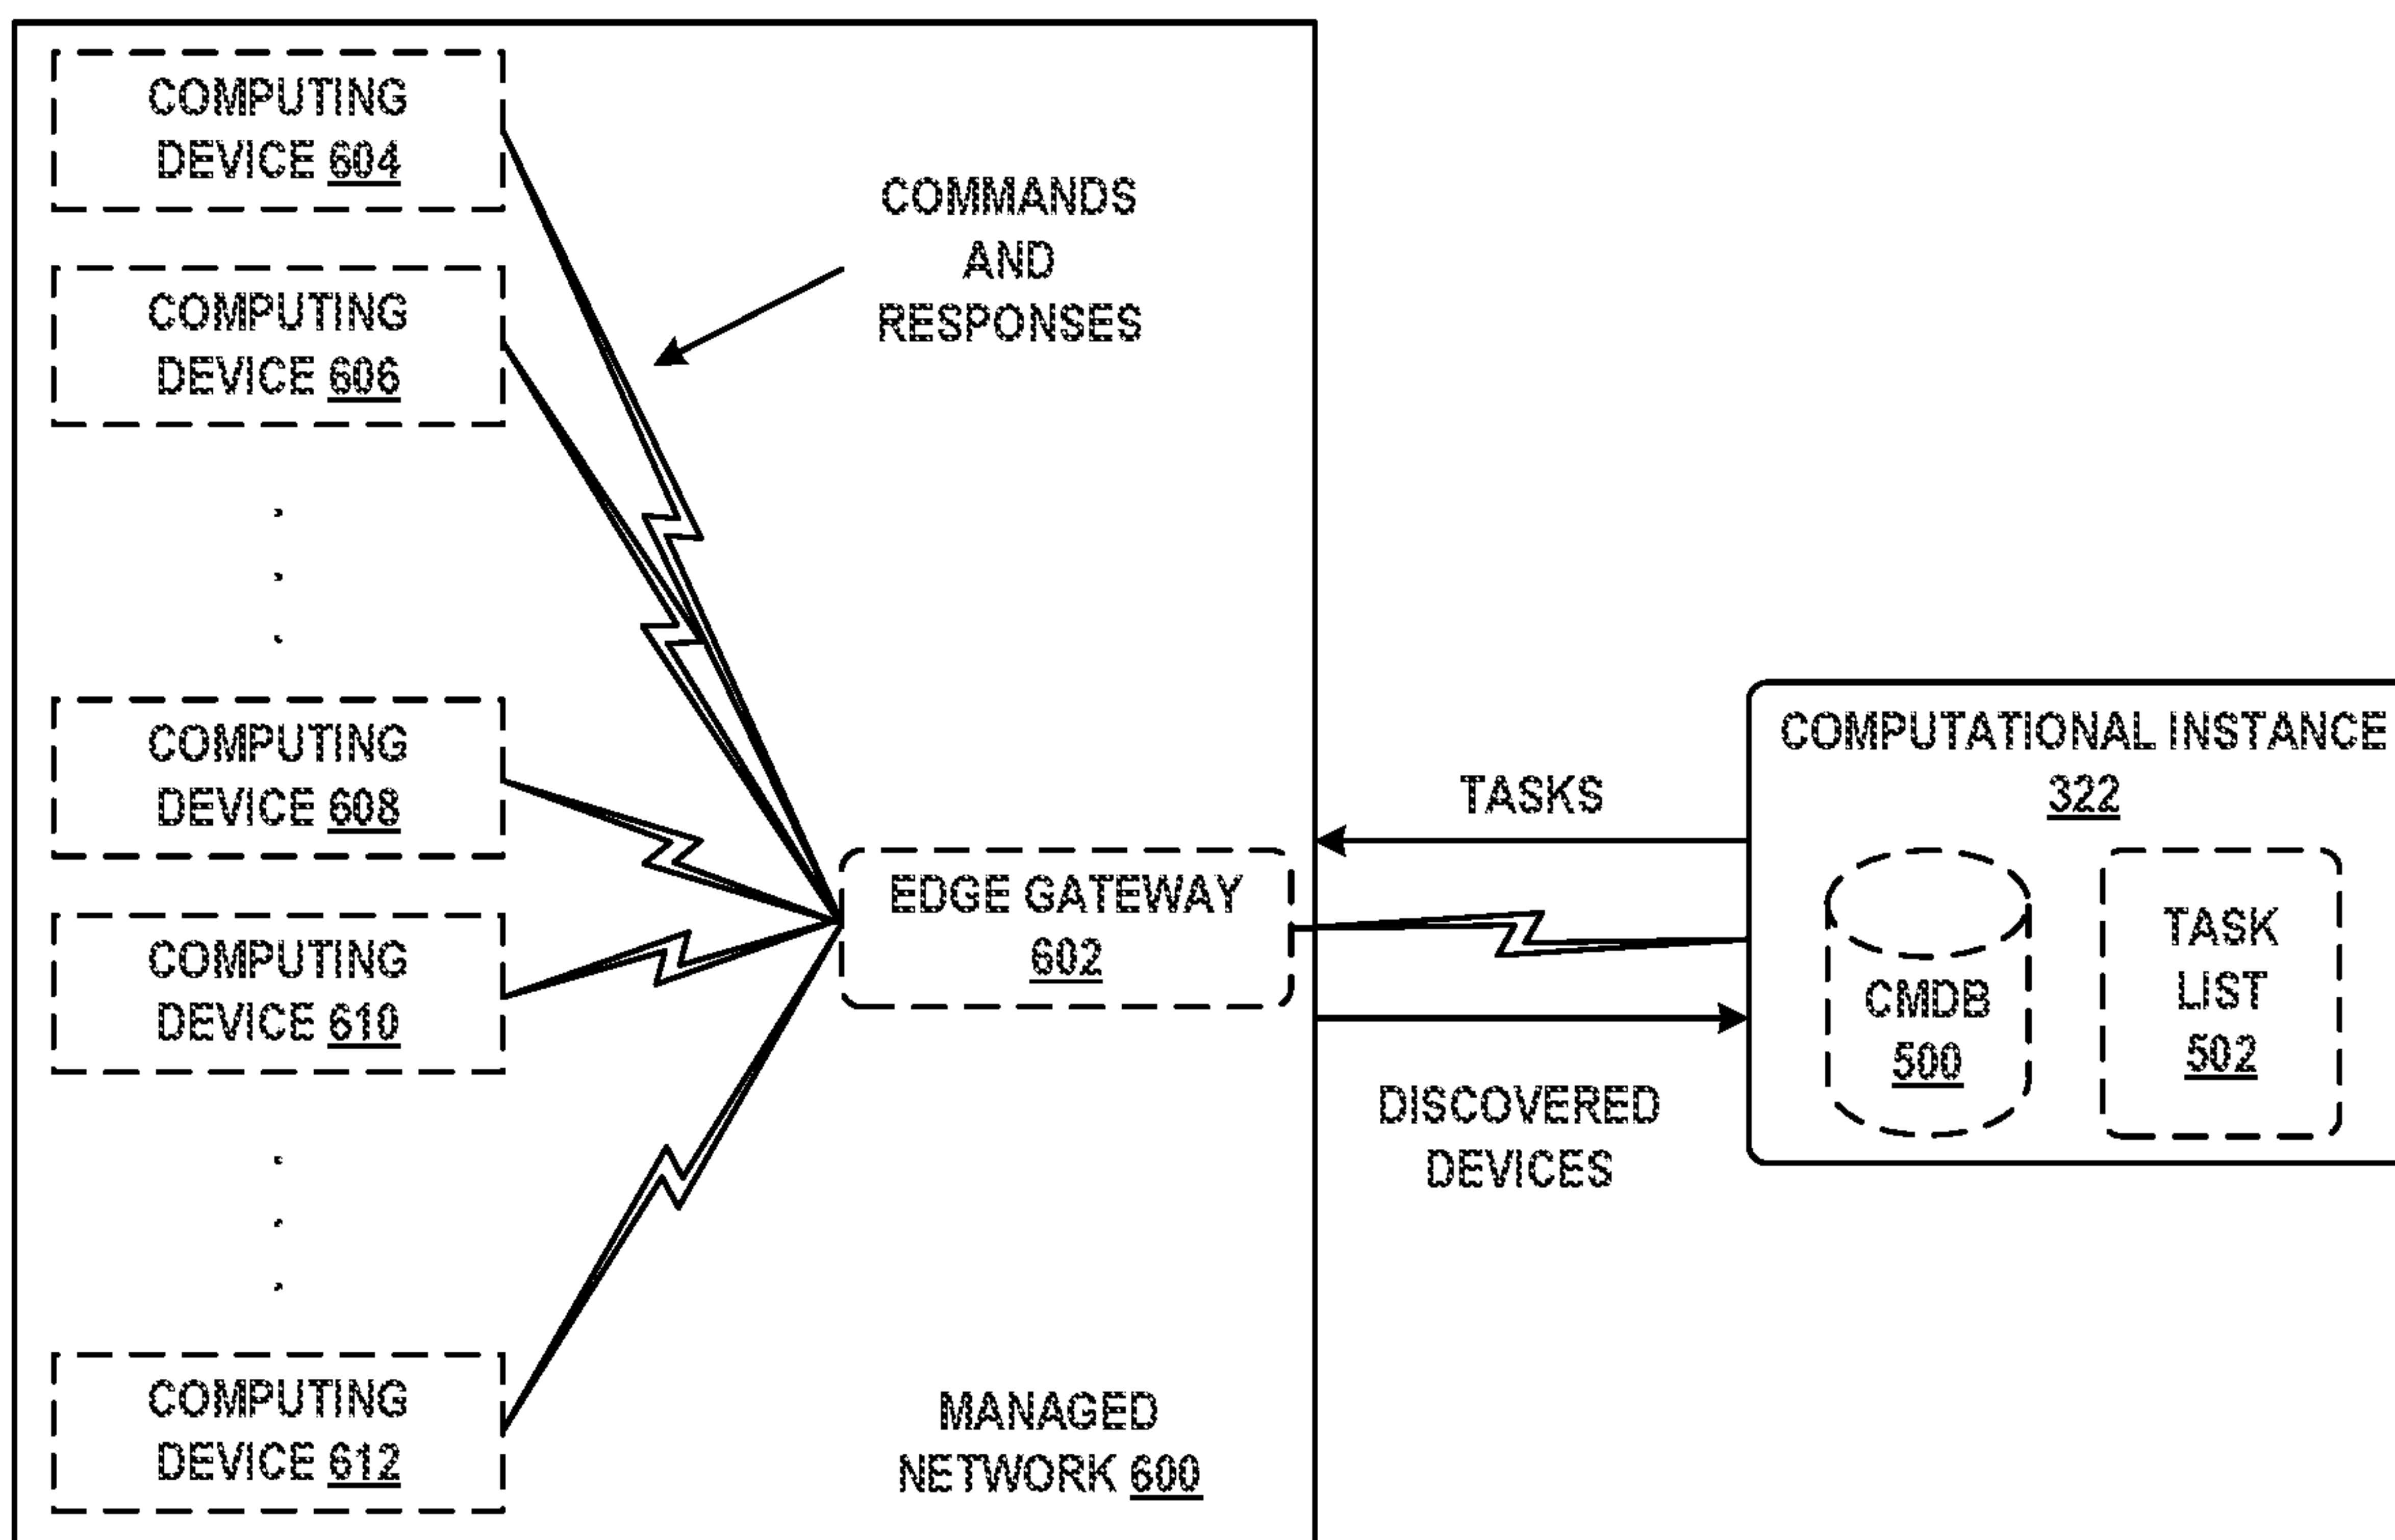 COMPUTING
DEVICE 604
COMMANDS
AND
RESPONSES
COMPUTING
DEVICE 606
COMPUTING
DEVICE 608
COMPUTING
DEVICE 610
COMPUTING
DEVICE 612
EDGE GATEWAY
602
MANAGED
NETWORK 600
TASKS
DISCOVERED
DEVICES
COMPUTATIONAL INSTANCE
322
CMDB
500
TASK
LIST
502